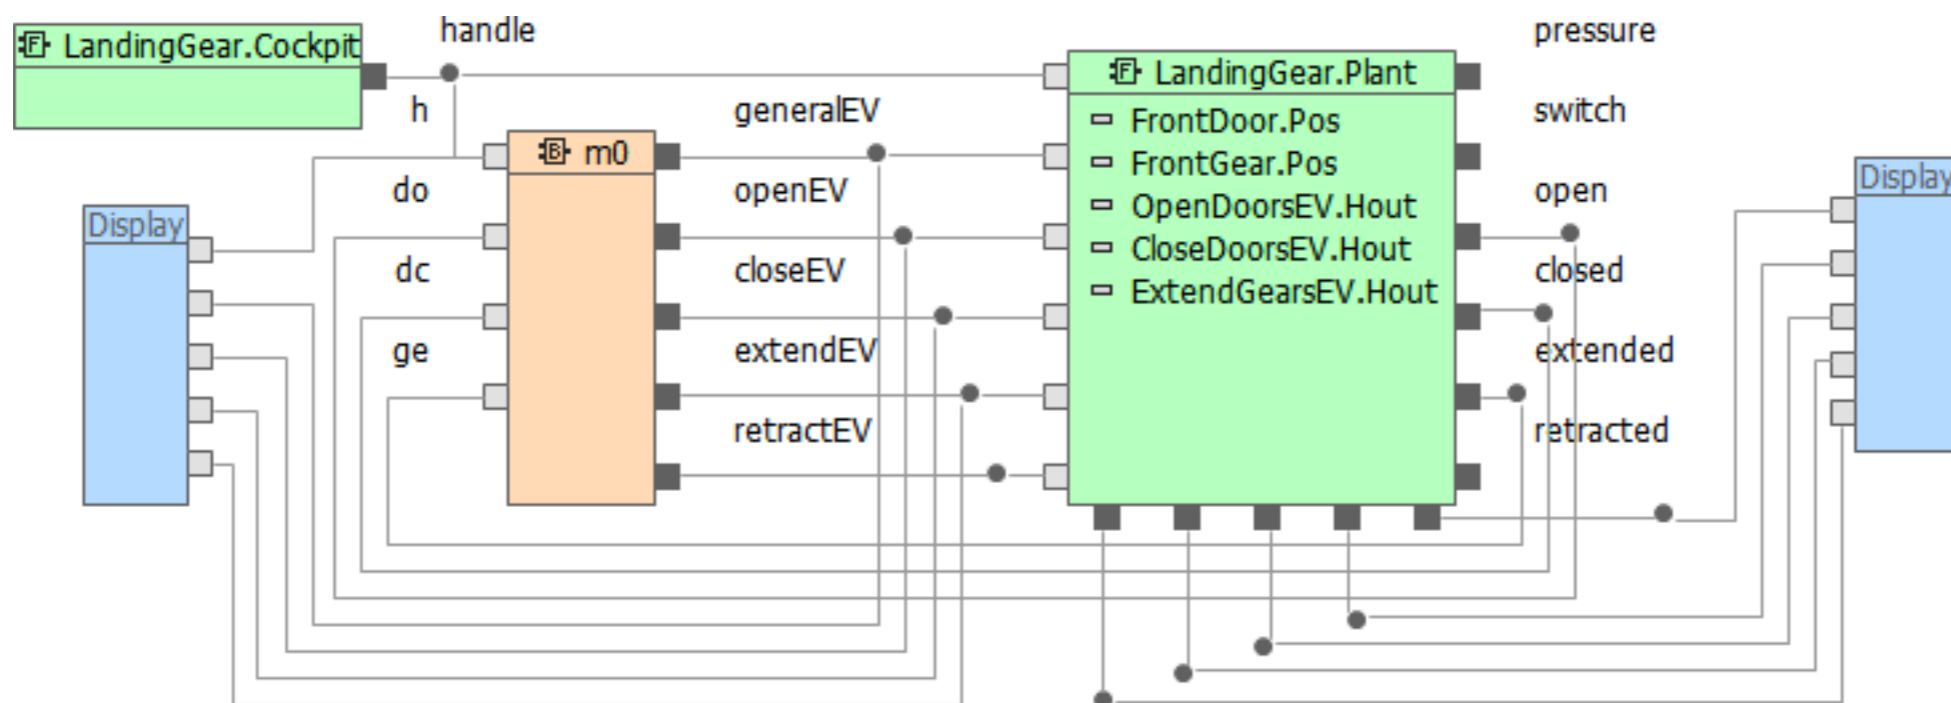 LandingGear.Cockpit
handle
h
do
dc
ge
Display
m0
generalEV
openEV
closeEV
extendEV
retractEV
LandingGear.Plant
FrontDoor.Pos
FrontGear.Pos
OpenDoorsEV.Hout
CloseDoorsEV.Hout
ExtendGearsEV.Hout
pressure
switch
open
closed
extended
retracted
Display